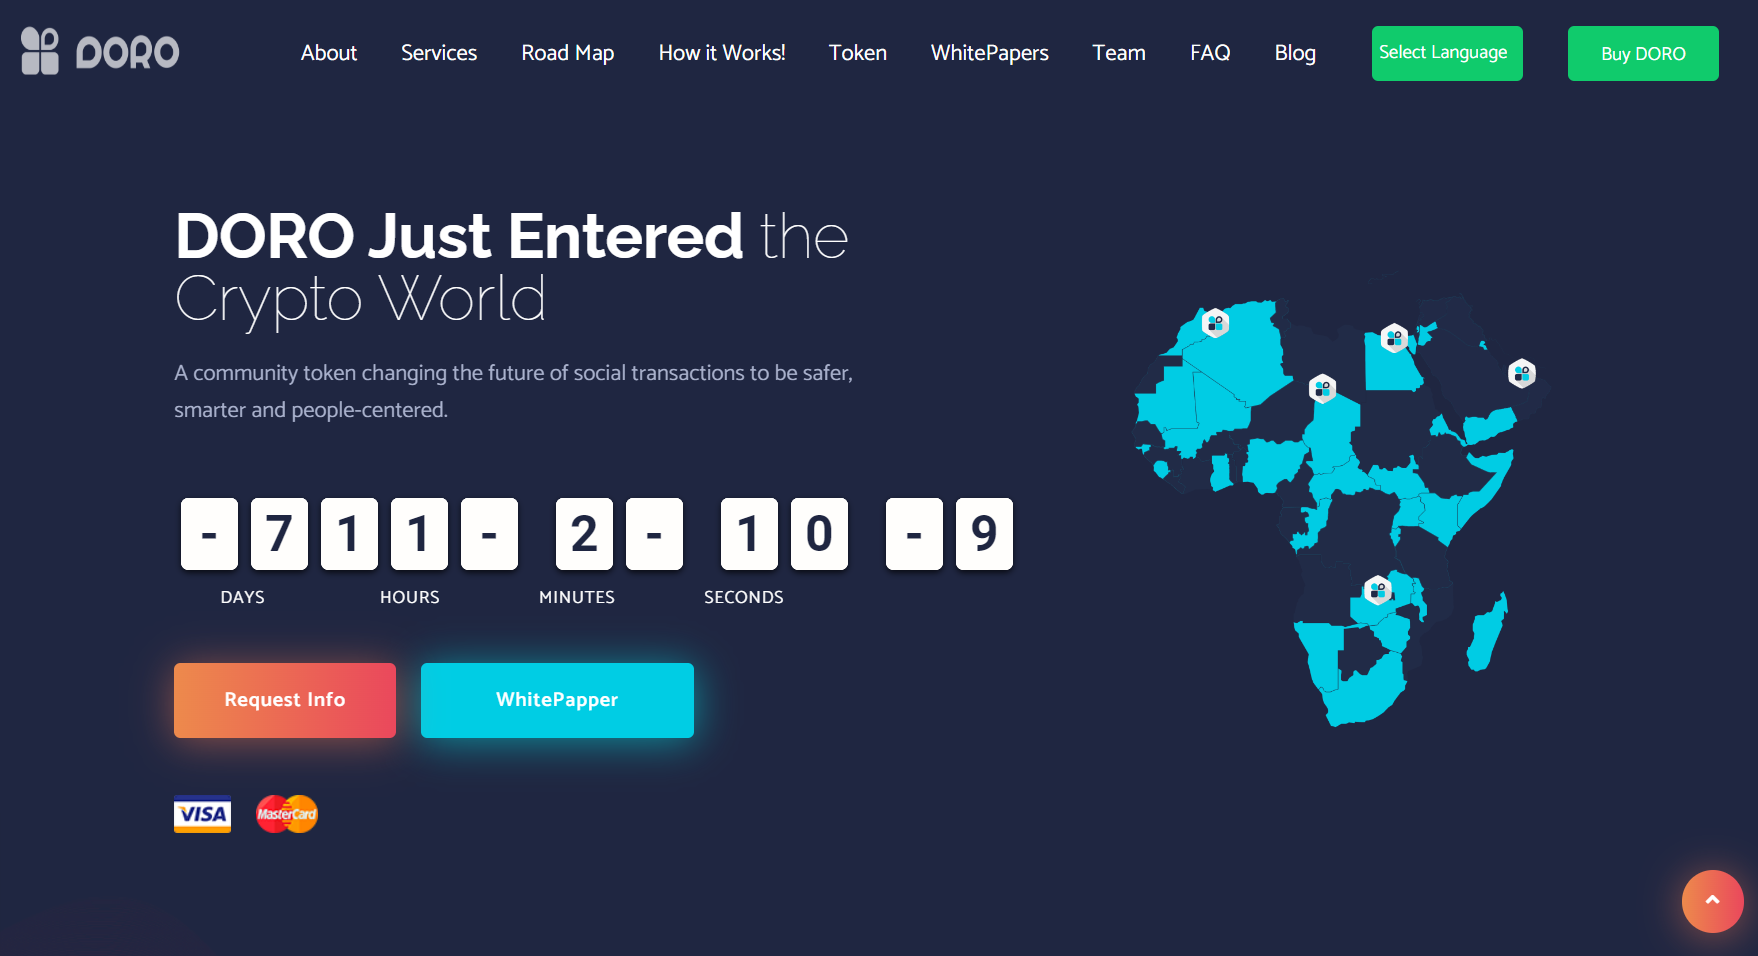 DORO
About Services Road Map How it Works! Token WhitePapers Team FAQ Blog Select Language Buy DORO
DORO Just Entered the
Crypto World
A community token changing the future of social transactions to be safer,
smarter and people-centered.
- 7 1 1 - 2 - 1 0 - 9
DAYS HOURS MINUTES SECONDS
Request Info WhitePapper
VISA MasterCard